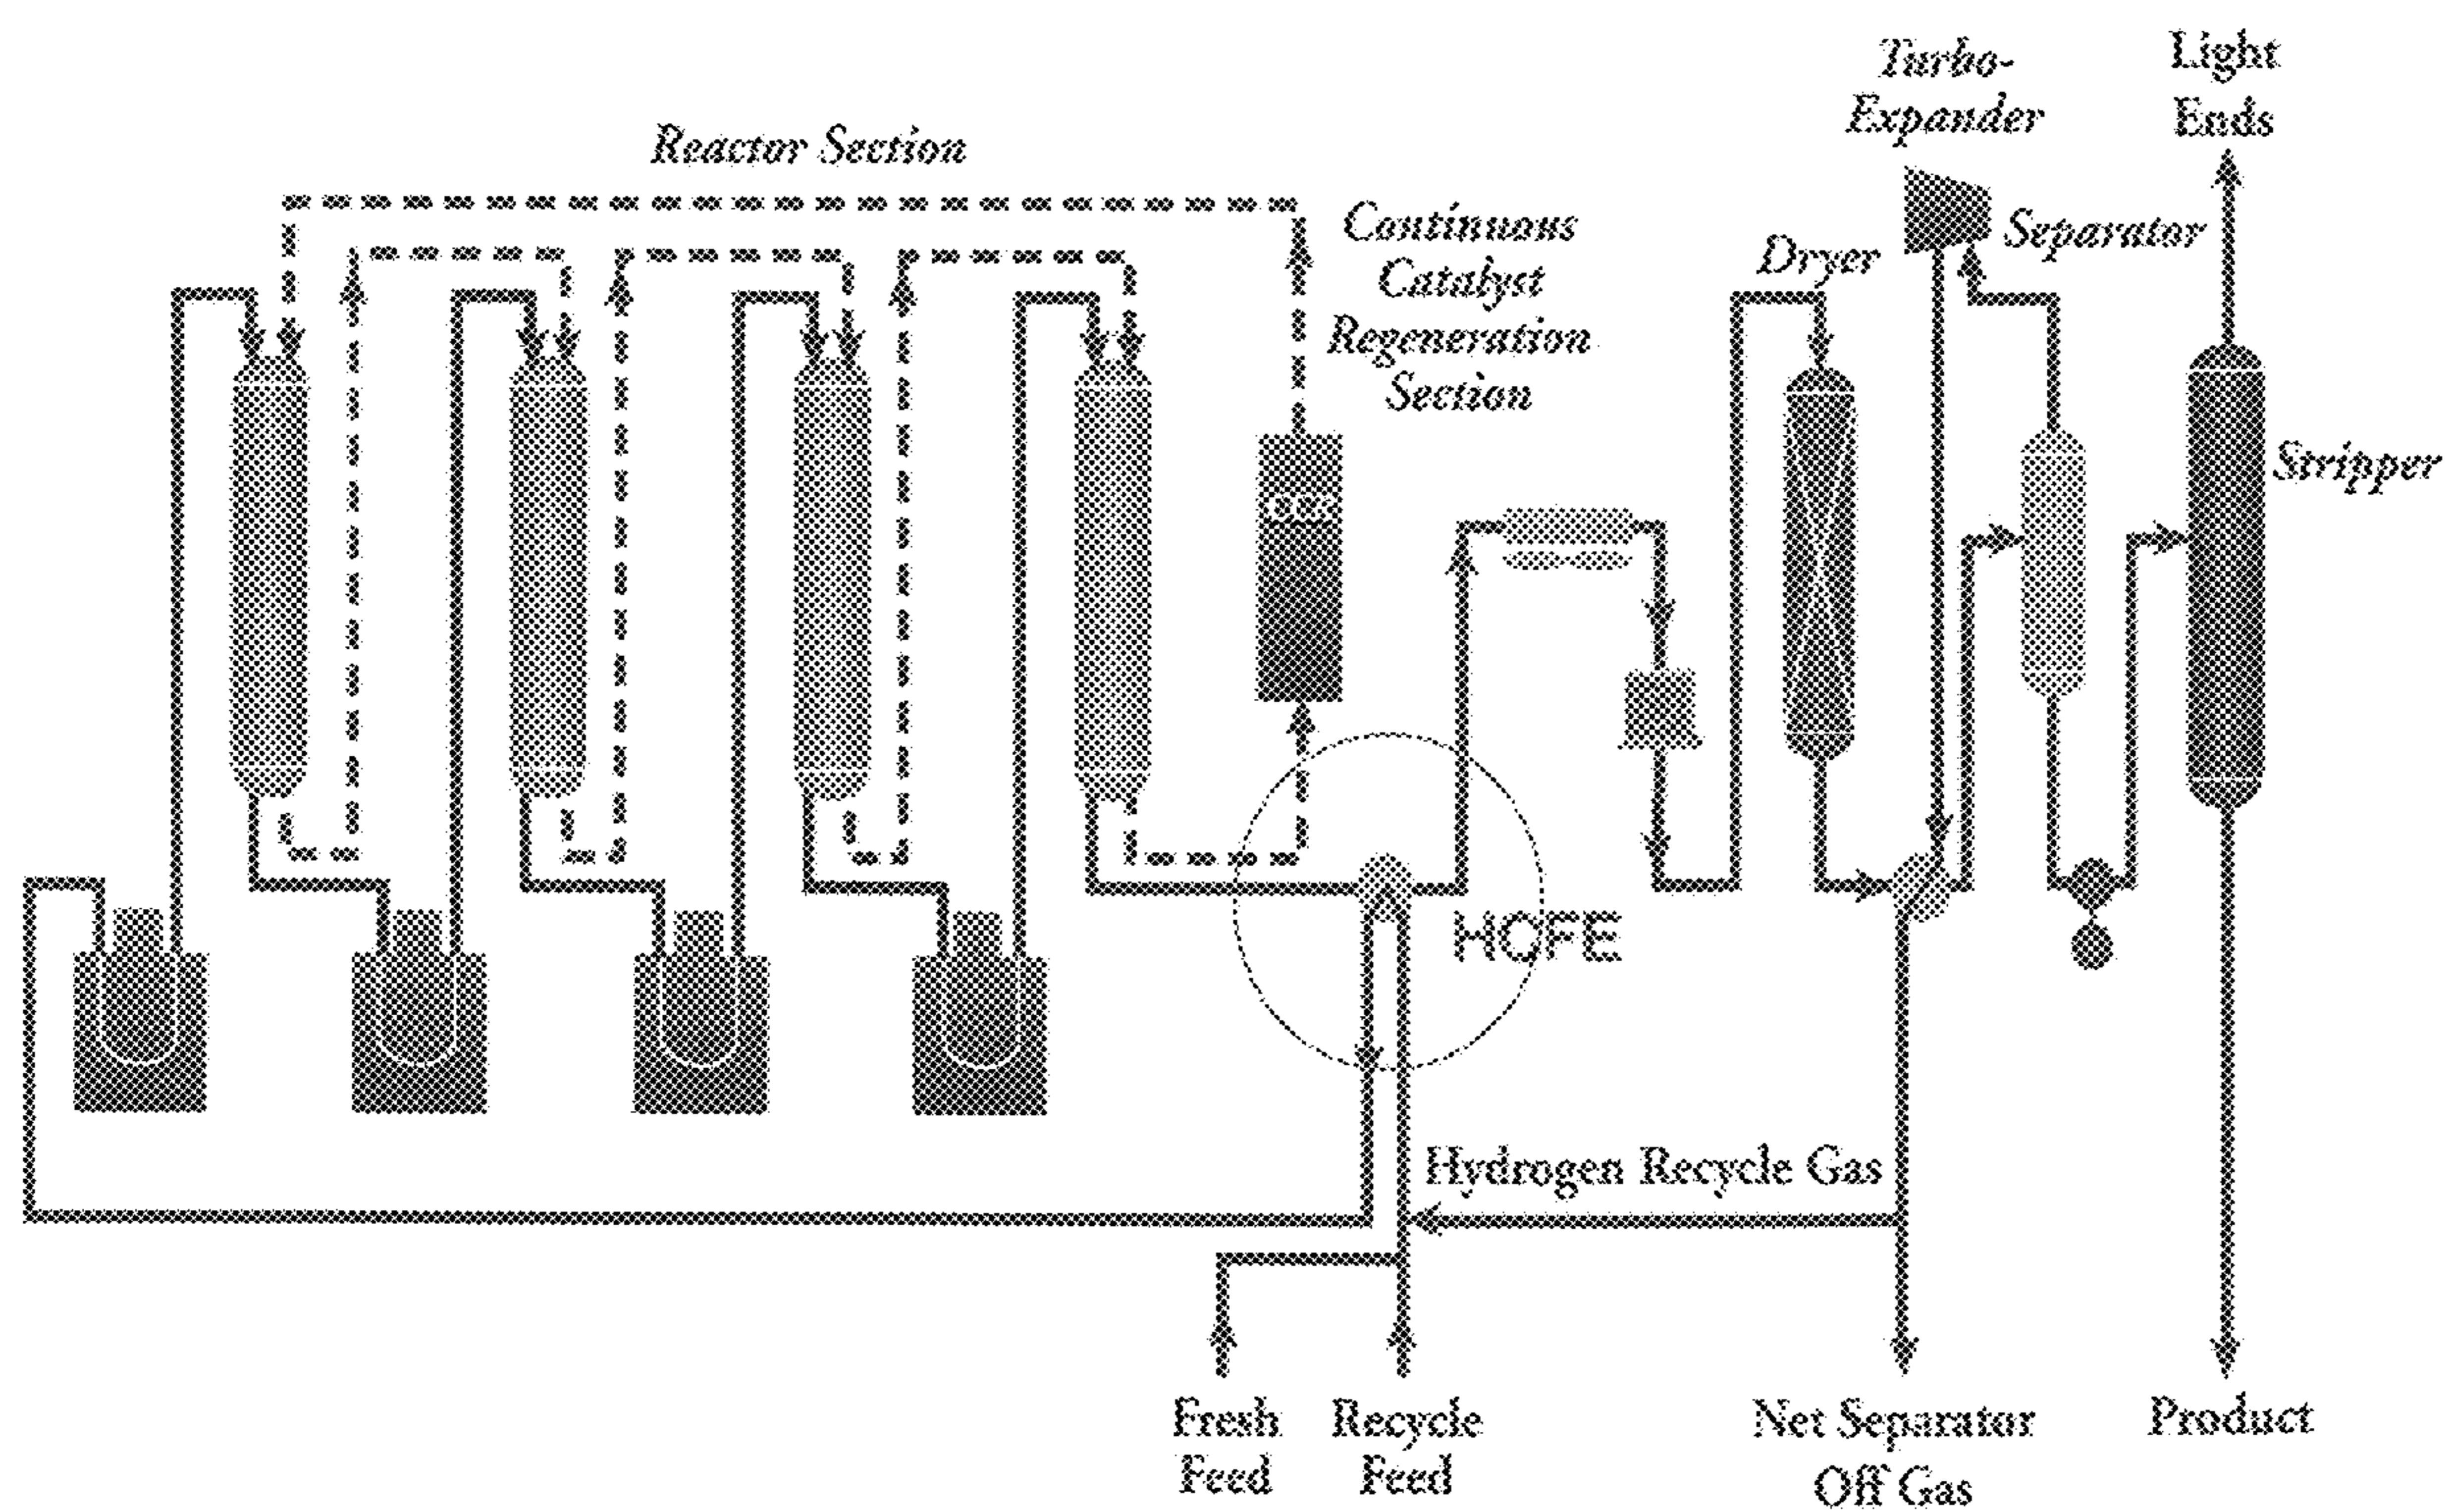 Reactor Section
Continuous
Catalyst
Regeneration
Section
Turbo-
Expander
Light
Ends
Dryer
Separator
Stripper
HCFE
Hydrogen Recycle Gas
Fresh
Feed
Recycle
Feed
Net Separator
Off Gas
Product